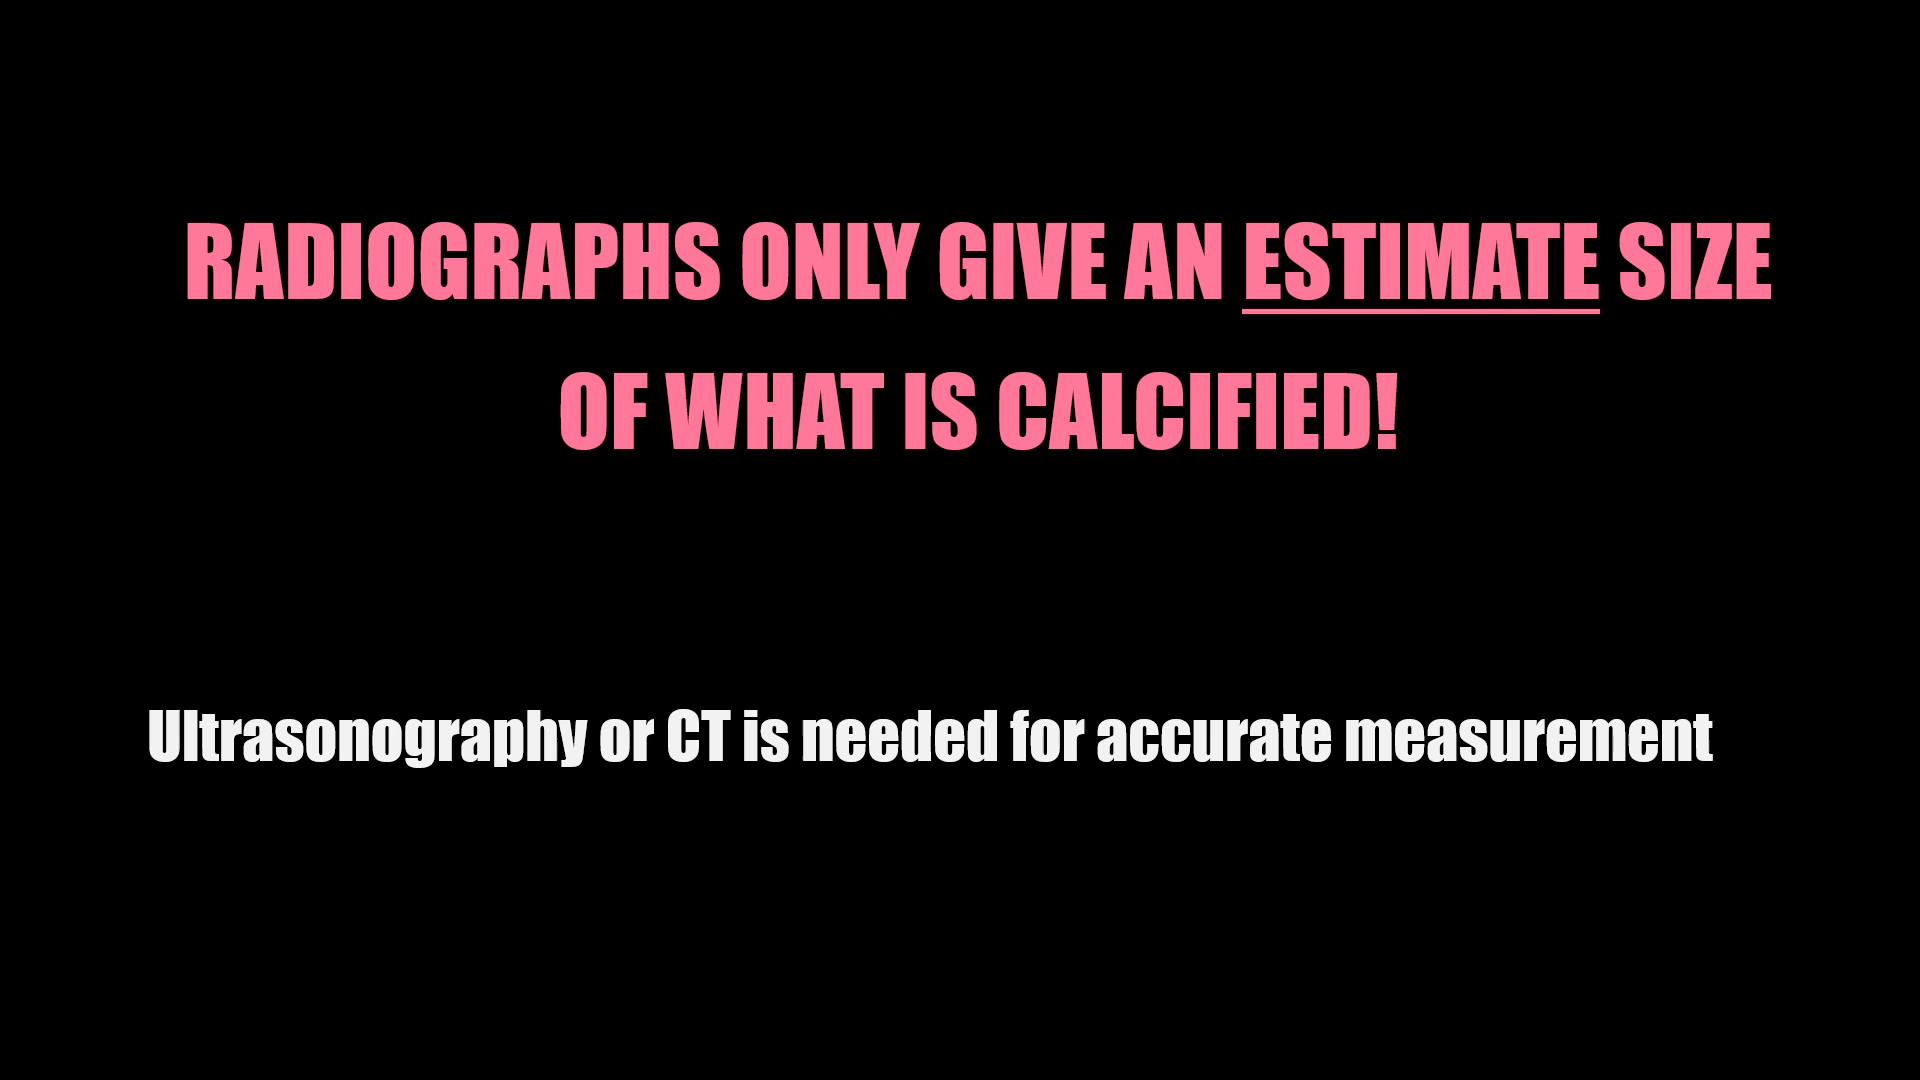 RADIOGRAPHS ONLY GIVE AN ESTIMATE SIZE
OF WHAT IS CALCIFIED!
Ultrasonography or CT is needed for accurate measurement